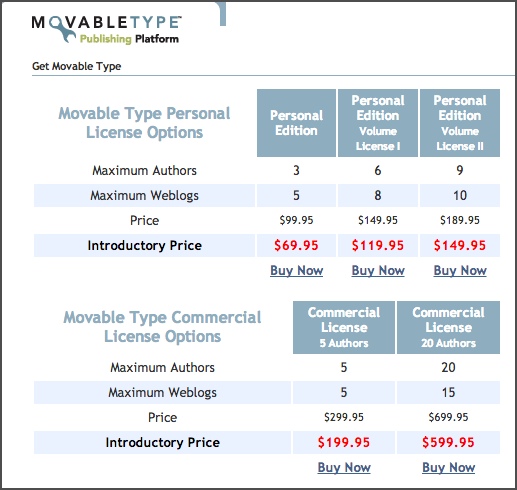 MOVABLETYPE™
Publishing Platform
Get Movable Type
Movable Type Personal
License Options
Personal
Edition
Personal
Edition
Volume
License I
Personal
Edition
Volume
License II
Maximum Authors 3 6 9
Maximum Weblogs 5 8 10
Price $99.95 $149.95 $189.95
Introductory Price $69.95 $119.95 $149.95
Buy Now Buy Now Buy Now
Movable Type Commercial
License Options
Commercial
License
5 Authors
Commercial
License
20 Authors
Maximum Authors 5 20
Maximum Weblogs 5 15
Price $299.95 $699.95
Introductory Price $199.95 $599.95
Buy Now Buy Now